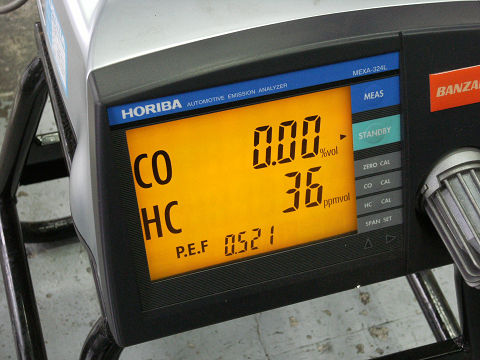 HORIBA AUTOMOTIVE EMISSION ANALYZER MEXA-324L
MEAS
BANZA
CO 0.00 %vol
STANDBY
ZERO CAL
HC 36 ppmvol
CO CAL
HC CAL
SPAN SET
P.E.F 0.521